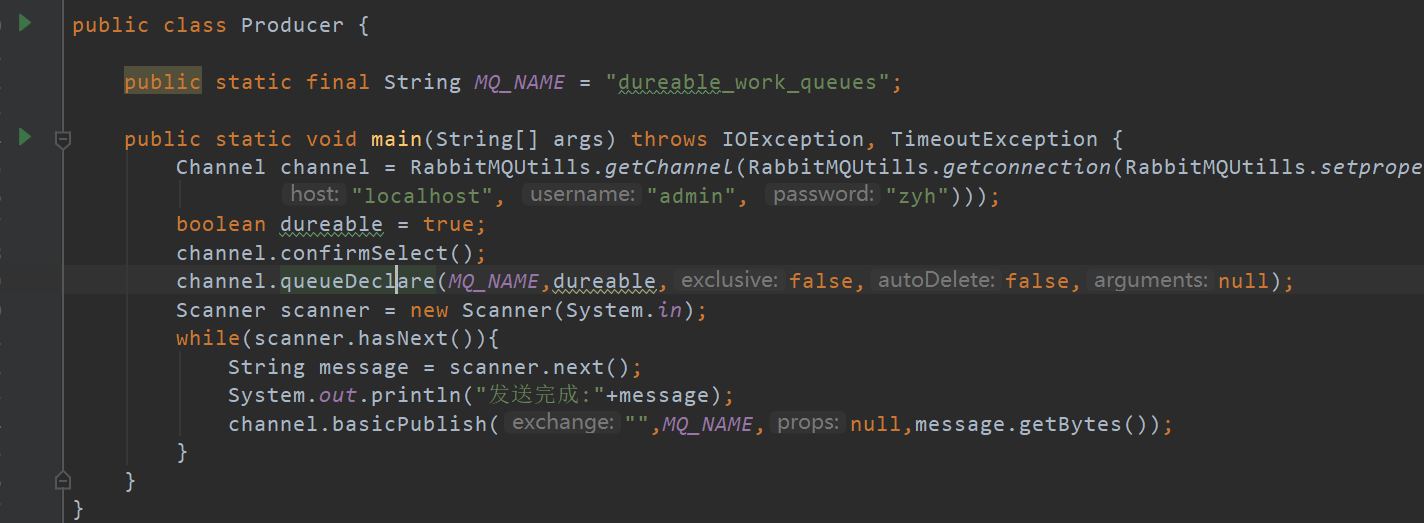 public class Producer {
public static final String MQ_NAME = "dureable_work_queues";
public static void main(String[] args) throws IOException, TimeoutException {
Channel channel = RabbitMQUtills.getChannel(RabbitMQUtills.getconnection(RabbitMQUtills.setprope
host: "localhost", username: "admin", password: "zyh")));
boolean dureable = true;
channel.confirmSelect();
channel.queueDeclare(MQ_NAME,dureable, exclusive: false, autoDelete: false, arguments: null);
Scanner scanner = new Scanner(System.in);
while(scanner.hasNext()){
String message = scanner.next();
System.out.println("发送完成:"+message);
channel.basicPublish( exchange: "",MQ_NAME, props: null,message.getBytes());
}
}
}